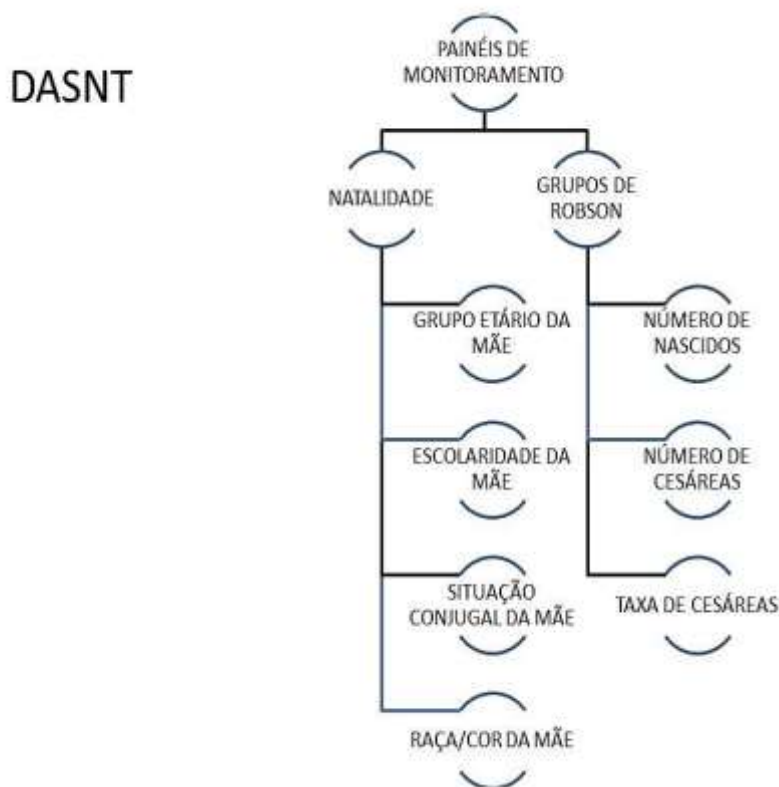 DASNT
PAINÉIS DE
MONITORAMENTO
NATALIDADE
GRUPOS DE
ROBSON
GRUPO ETÁRIO DA
MÃE
ESCOLARIDADE DA
MÃE
SITUAÇÃO
CONJUGAL DA MÃE
RAÇA/COR DA MÃE
NÚMERO DE
NASCIDOS
NÚMERO DE
CESÁREAS
TAXA DE CESÁREAS